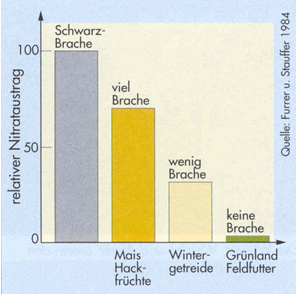 relativer Nitrataustrag
100
50
0
Schwarz-
Brache
viel
Brache
wenig
Brache
keine
Brache
Mais
Hack-
früchte
Winter-
getreide
Grünland
Feldfutter
Quelle: Furrer u. Stauffer 1984